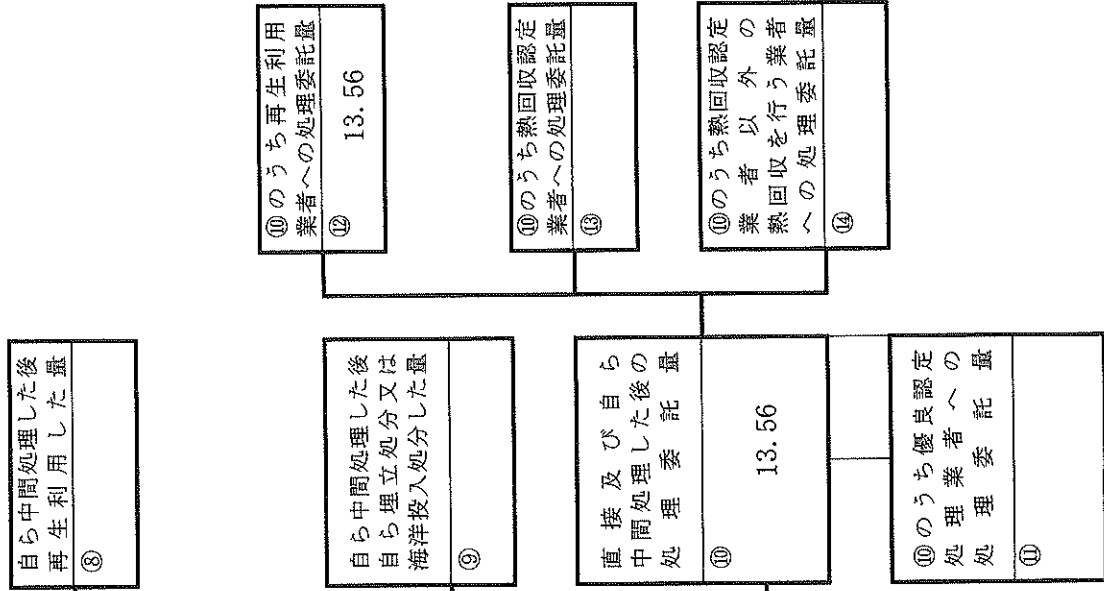 自ら中間処理した後
再生利用した量
⑧
自ら中間処理した後
自ら埋立処分又は
海洋投入処分した量
⑨
直接及び自ら
中間処理した後の
処理委託量
⑩
13.56
⑩のうち優良認定
処理業者への
処理委託量
⑪
⑩のうち再生利用
業者への処理委託量
⑫
13.56
⑩のうち熱回収認定
業者への処理委託量
⑬
⑩のうち熱回収認定
業者以外の
熱回収を行う業者
への処理委託量
⑭